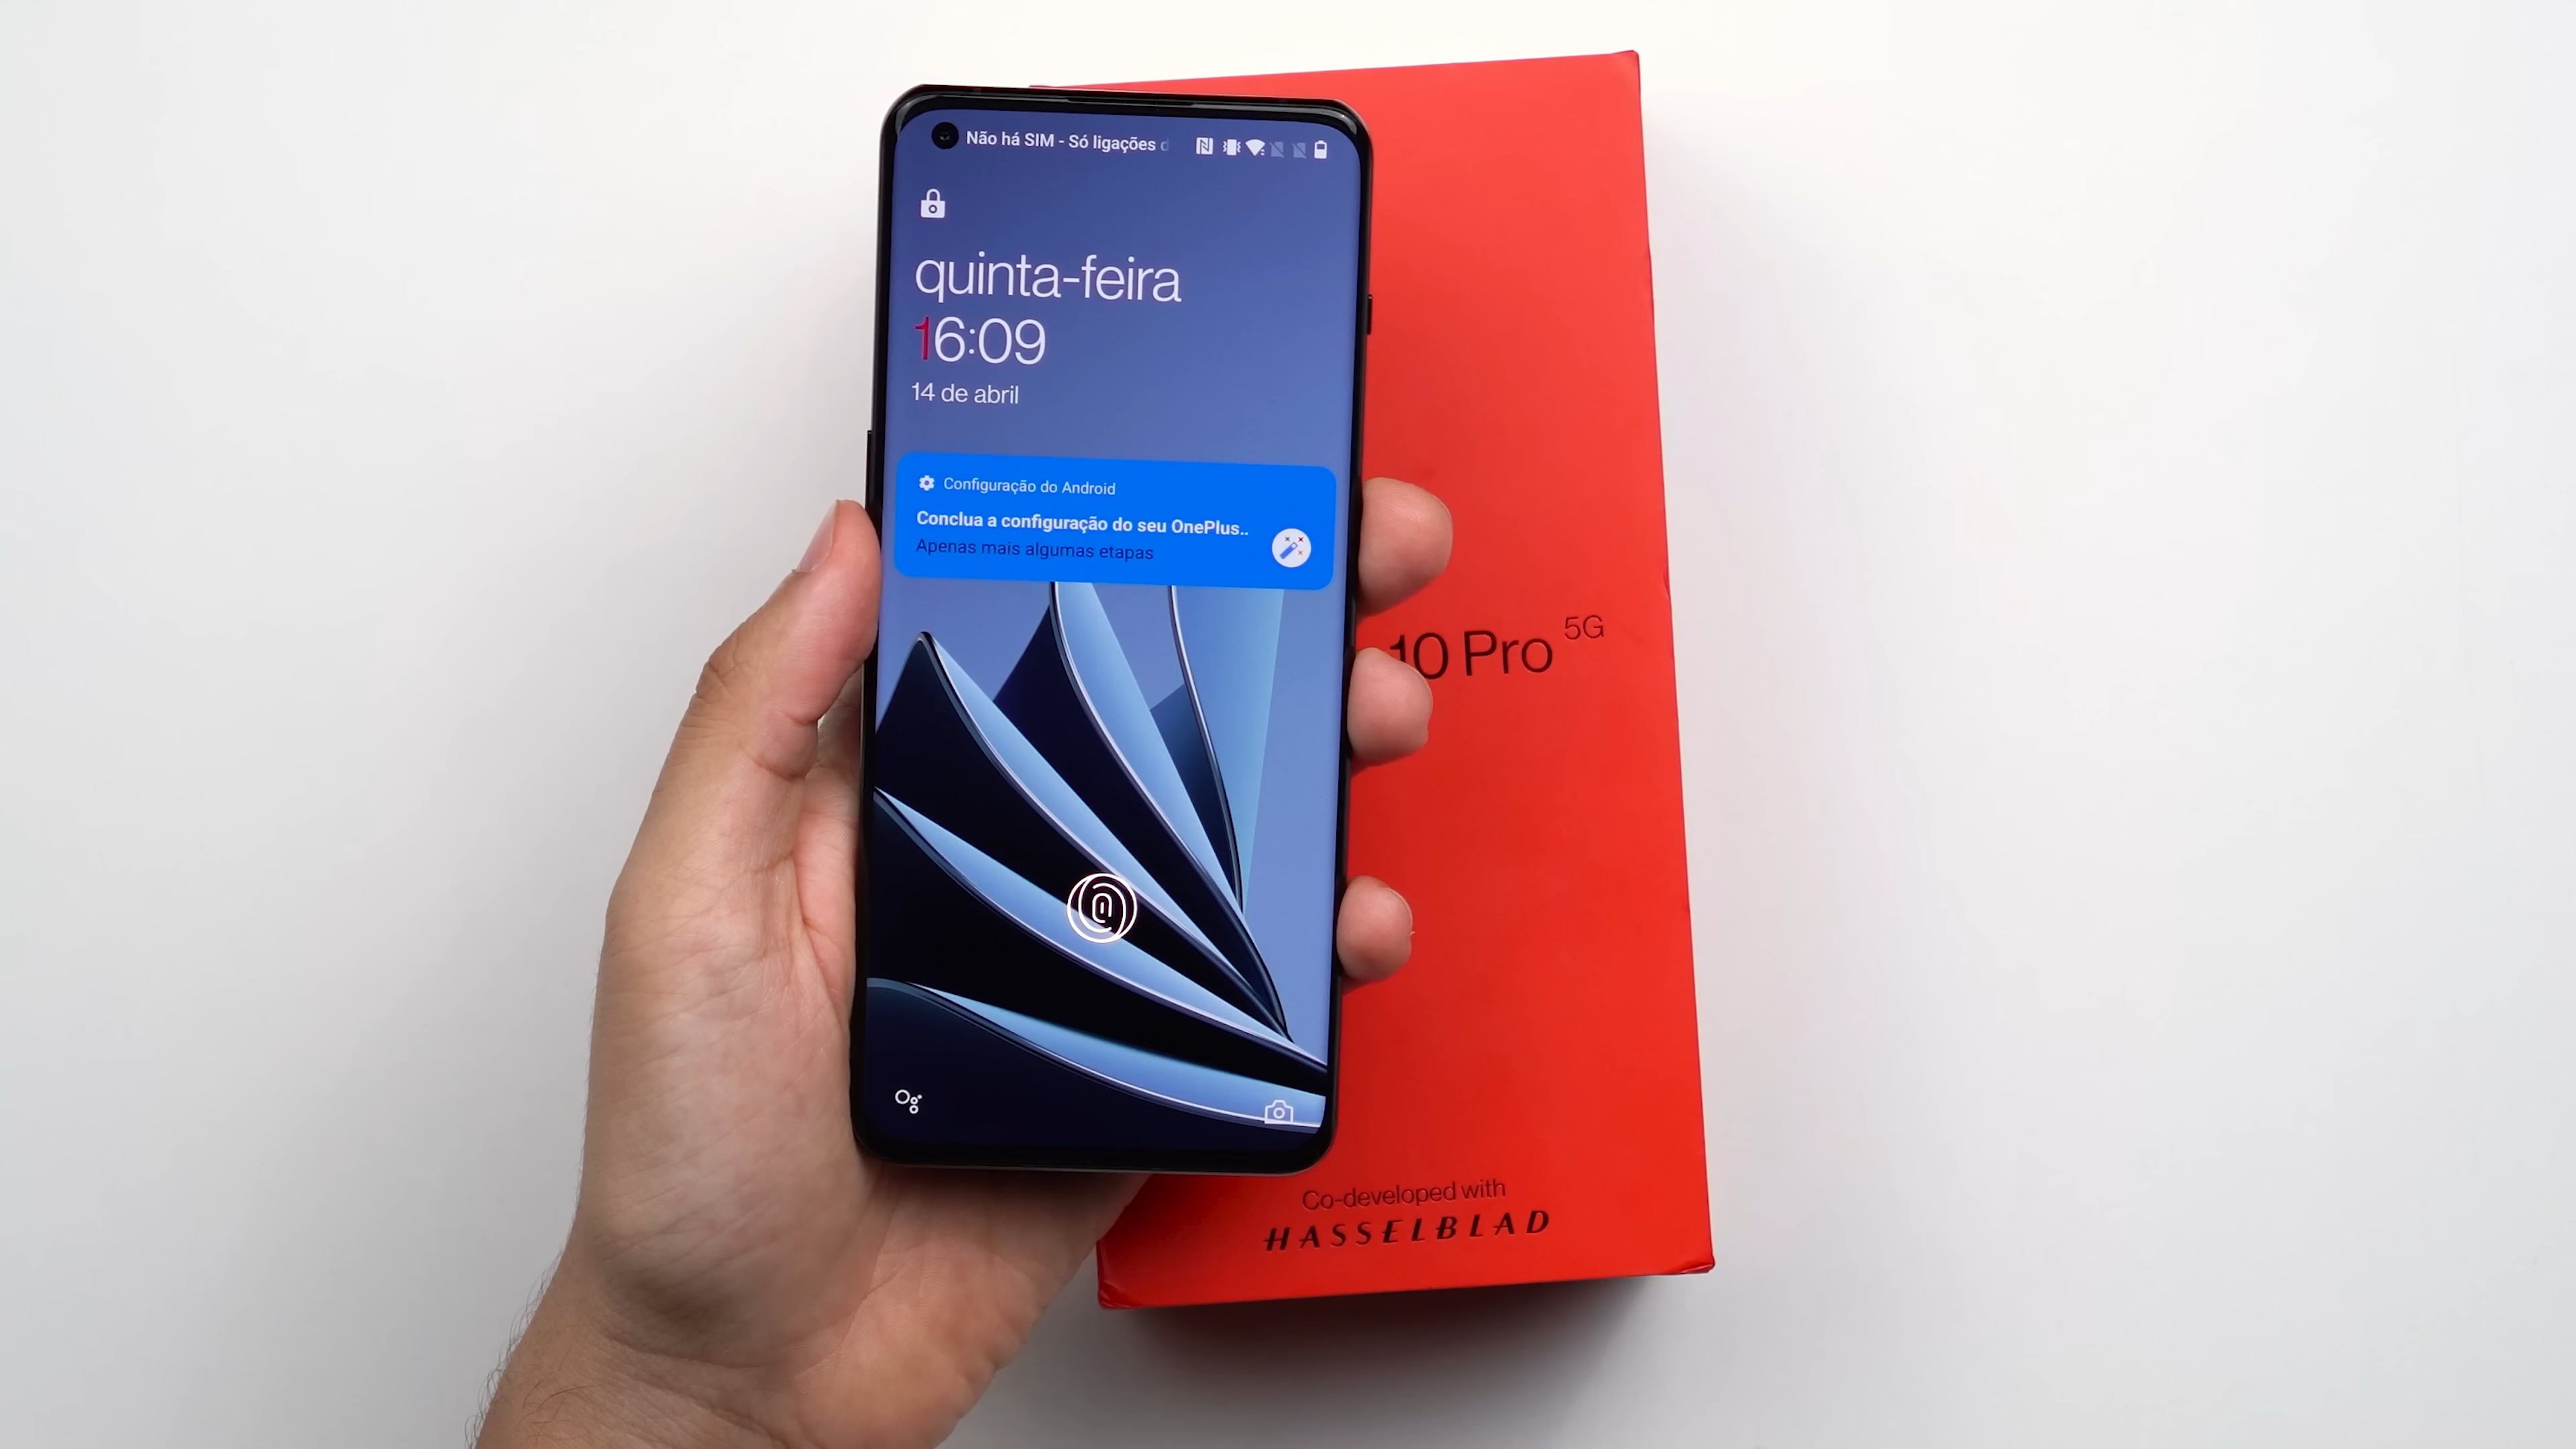 Não há SIM - Só ligações
quinta-feira
16:09
14 de abril
Configuração do Android
Conclua a configuração do seu OnePlus..
Apenas mais algumas etapas
10 Pro 5G
Co-developed with
HASSELBLAD